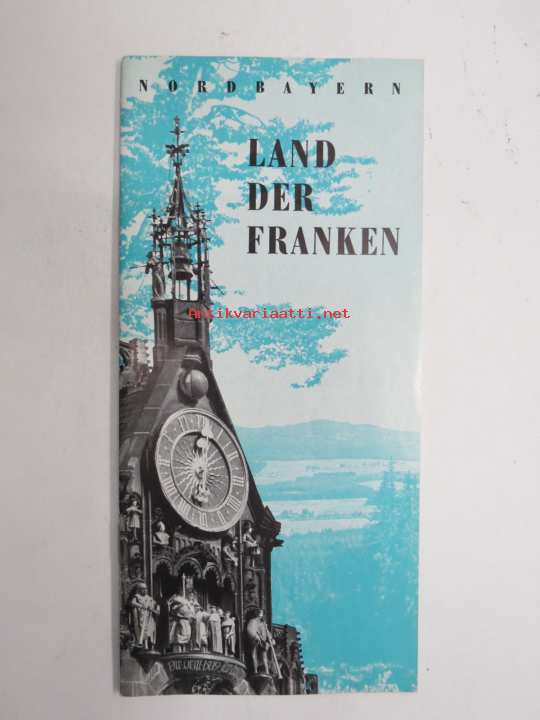 NORDBAYERN
LAND
DER
FRANKEN
Antikvariaatti.net